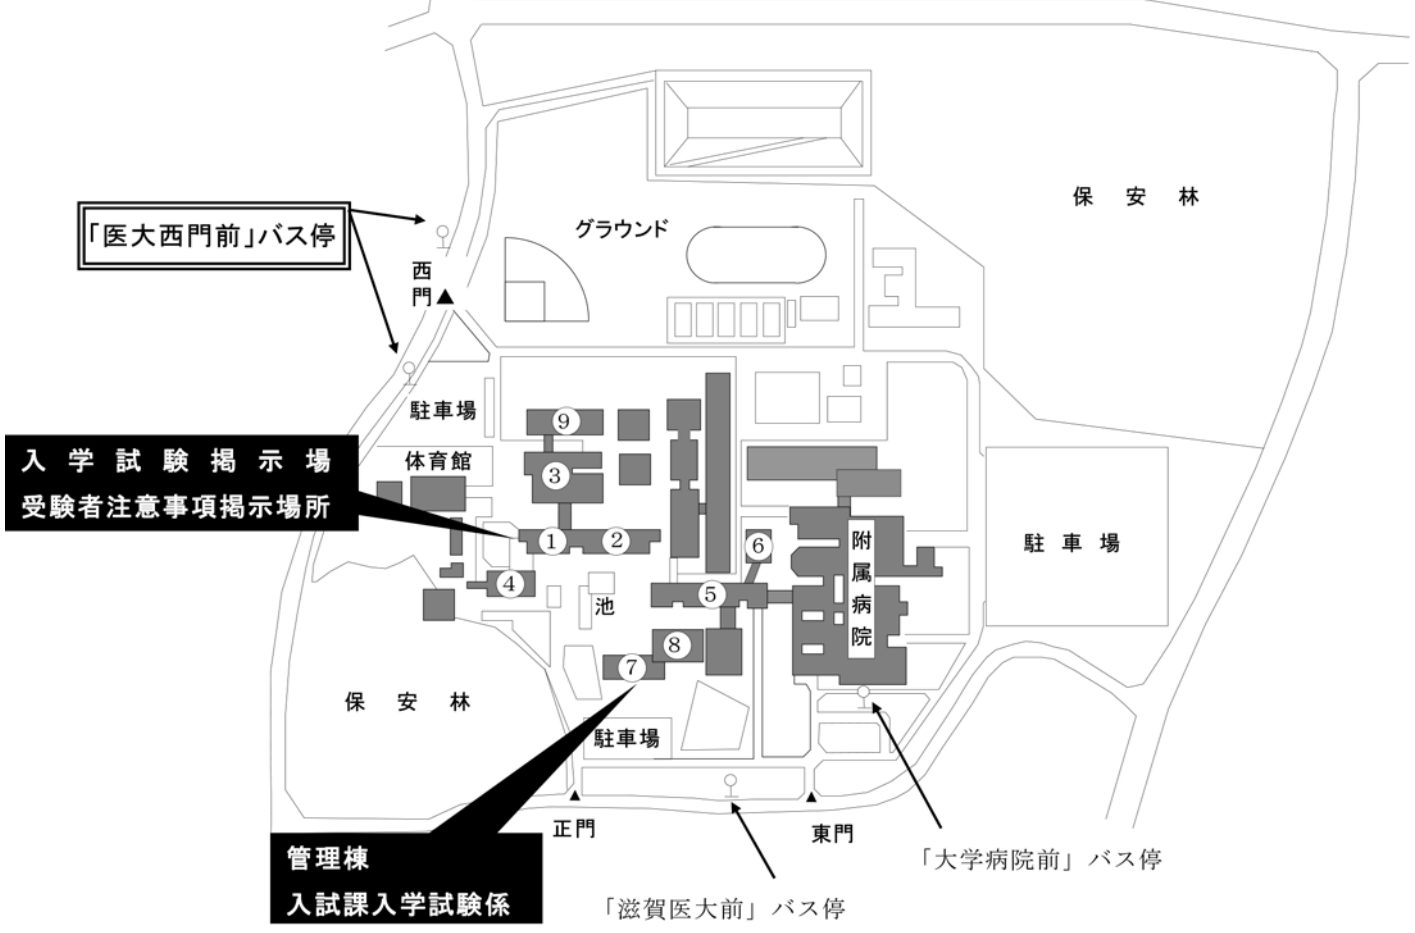 保安林
「医大西門前」バス停
グラウンド
西
門
駐車場
入学試験掲示場
受験者注意事項掲示場所
体育館
⑨
③
①
②
④
⑥
⑤
池
⑧
⑦
附
属
病
院
駐車場
保安林
駐車場
正門
東門
管理棟
入試課入学試験係
「大学病院前」バス停
「滋賀医大前」バス停